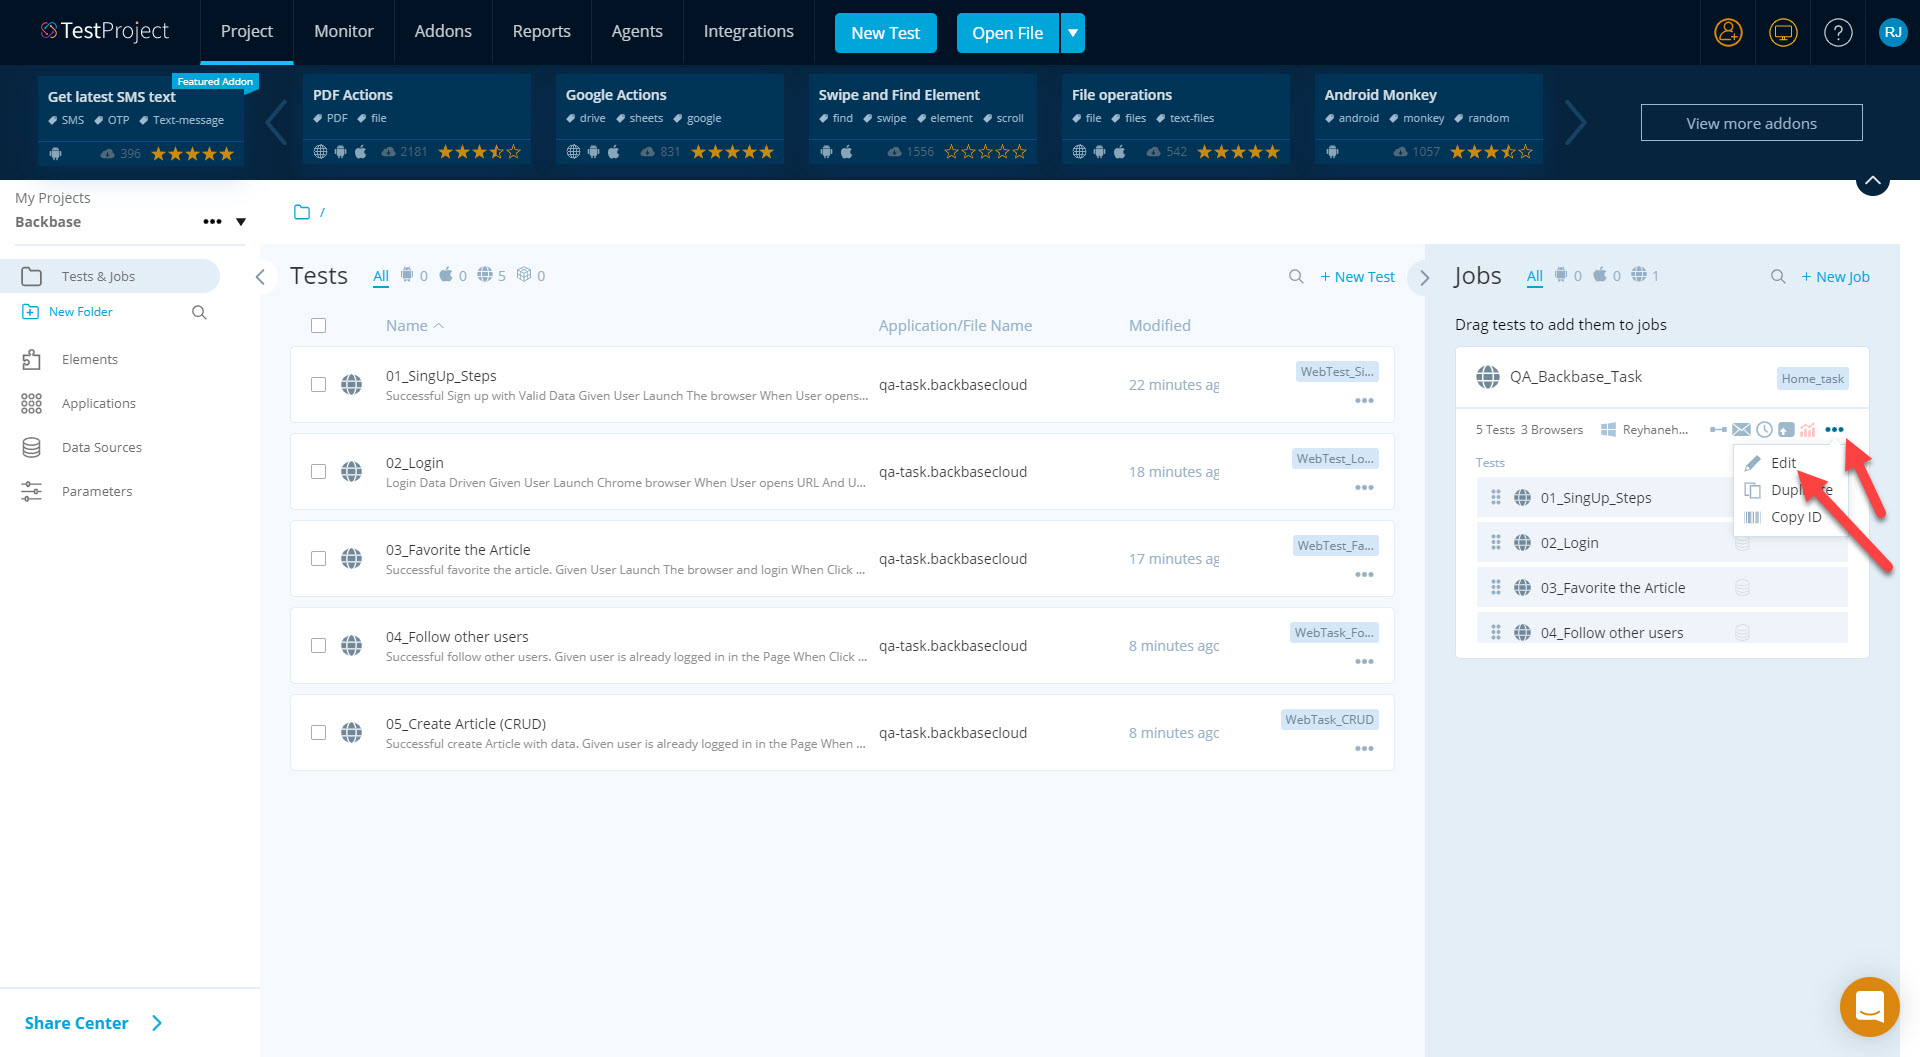 TestProject
Project
Monitor
Addons
Reports
Agents
Integrations
New Test
Open File
RJ
Featured Addon
Get latest SMS text
SMS OTP Text-message
396
PDF Actions
PDF file
2181
Google Actions
drive sheets google
831
Swipe and Find Element
find swipe element scroll
1556
File operations
file files text-files
542
Android Monkey
android monkey random
1057
View more addons
My Projects
Backbase
/
Tests & Jobs
New Folder
Elements
Applications
Data Sources
Parameters
Share Center
Tests All 0 0 5 0
+ New Test
Name Application/File Name Modified
01_SingUp_Steps
Successful Sign up with Valid Data Given User Launch The browser When User opens...
qa-task.backbasecloud
22 minutes ag
WebTest_Si...
02_Login
Login Data Driven Given User Launch Chrome browser When User opens URL And U...
qa-task.backbasecloud
18 minutes ag
WebTest_Lo...
03_Favorite the Article
Successful favorite the article. Given User Launch The browser and login When Click ...
qa-task.backbasecloud
17 minutes ag
WebTest_Fa...
04_Follow other users
Successful follow other users. Given user is already logged in in the Page When Click ...
qa-task.backbasecloud
8 minutes agc
WebTask_Fo...
05_Create Article (CRUD)
Successful create Article with data. Given user is already logged in in the Page When ...
qa-task.backbasecloud
8 minutes agc
WebTask_CRUD
Jobs All 0 0 1
+ New Job
Drag tests to add them to jobs
QA_Backbase_Task
Home_task
5 Tests 3 Browsers Reyhaneh...
Tests
Edit
Copy ID
01_SingUp_Steps
02_Login
03_Favorite the Article
04_Follow other users